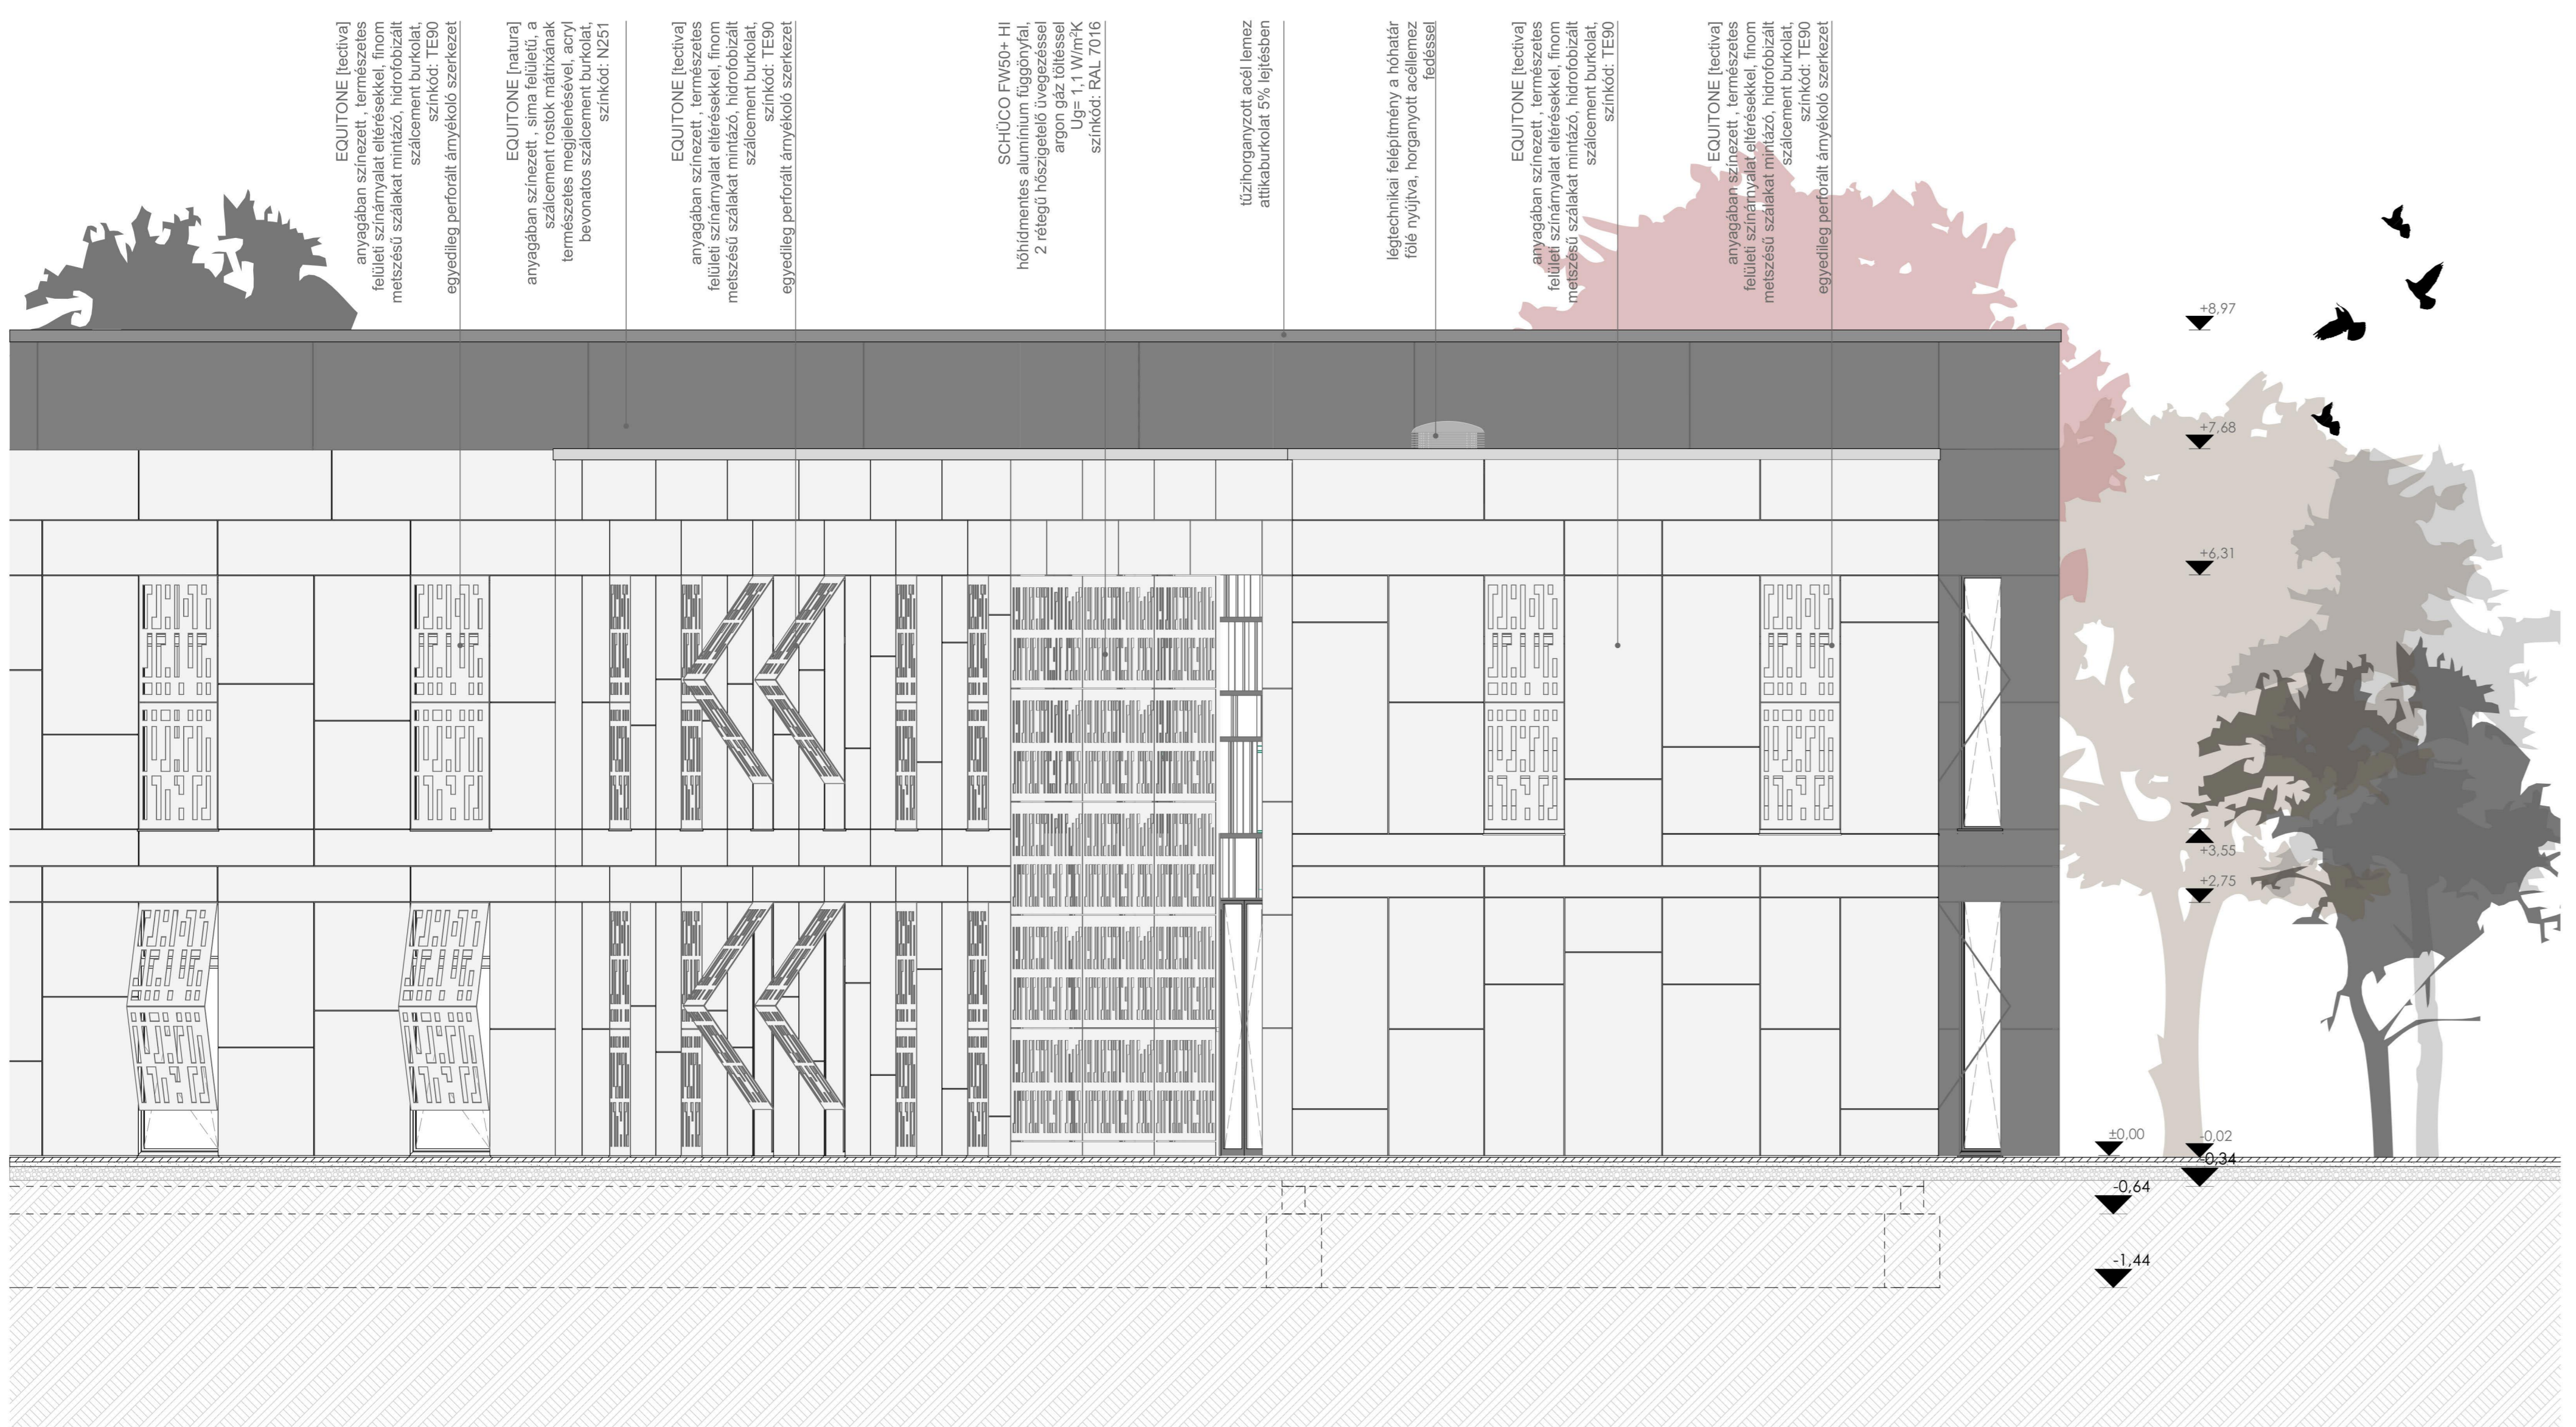 EQUITONE [tectiva]
anyagában színezett , természetes
felületi színárnyalat eltérésekkel, finom
metszésű szálakat mintázó, hidrofobizált
szálcement burkolat,
színkód: TE90
egyedileg perforált árnyékoló szerkezet
EQUITONE [natura]
anyagában színezett , sima felületű, a
szálcement rostok mátrixának
természetes megjelenésével, acryl
bevonatos szálcement burkolat,
színkód: N251
EQUITONE [tectiva]
anyagában színezett , természetes
felületi színárnyalat eltérésekkel, finom
metszésű szálakat mintázó, hidrofobizált
szálcement burkolat,
színkód: TE90
egyedileg perforált árnyékoló szerkezet
SCHÜCO FW50+ HI
hőhídmentes alumínium függönyfal,
2 rétegű hőszigetelő üvegezéssel
argon gáz töltéssel
Ug= 1,1 W/m²K
színkód: RAL 7016
tűzihorganyzott acél lemez
attikaburkolat 5% lejtésben
légtechnikai felépítmény a hóhatár
fölé nyújtva, horganyott acéllemez
fedéssel
EQUITONE [tectiva]
anyagában színezett , természetes
felületi színárnyalat eltérésekkel, finom
metszésű szálakat mintázó, hidrofobizált
szálcement burkolat,
színkód: TE90
EQUITONE [tectiva]
anyagában színezett , természetes
felületi színárnyalat eltérésekkel, finom
metszésű szálakat mintázó, hidrofobizált
szálcement burkolat,
színkód: TE90
egyedileg perforált árnyékoló szerkezet
+8,97
+7,68
+6,31
+3,55
+2,75
±0,00
-0,02
-0,34
-0,64
-1,44